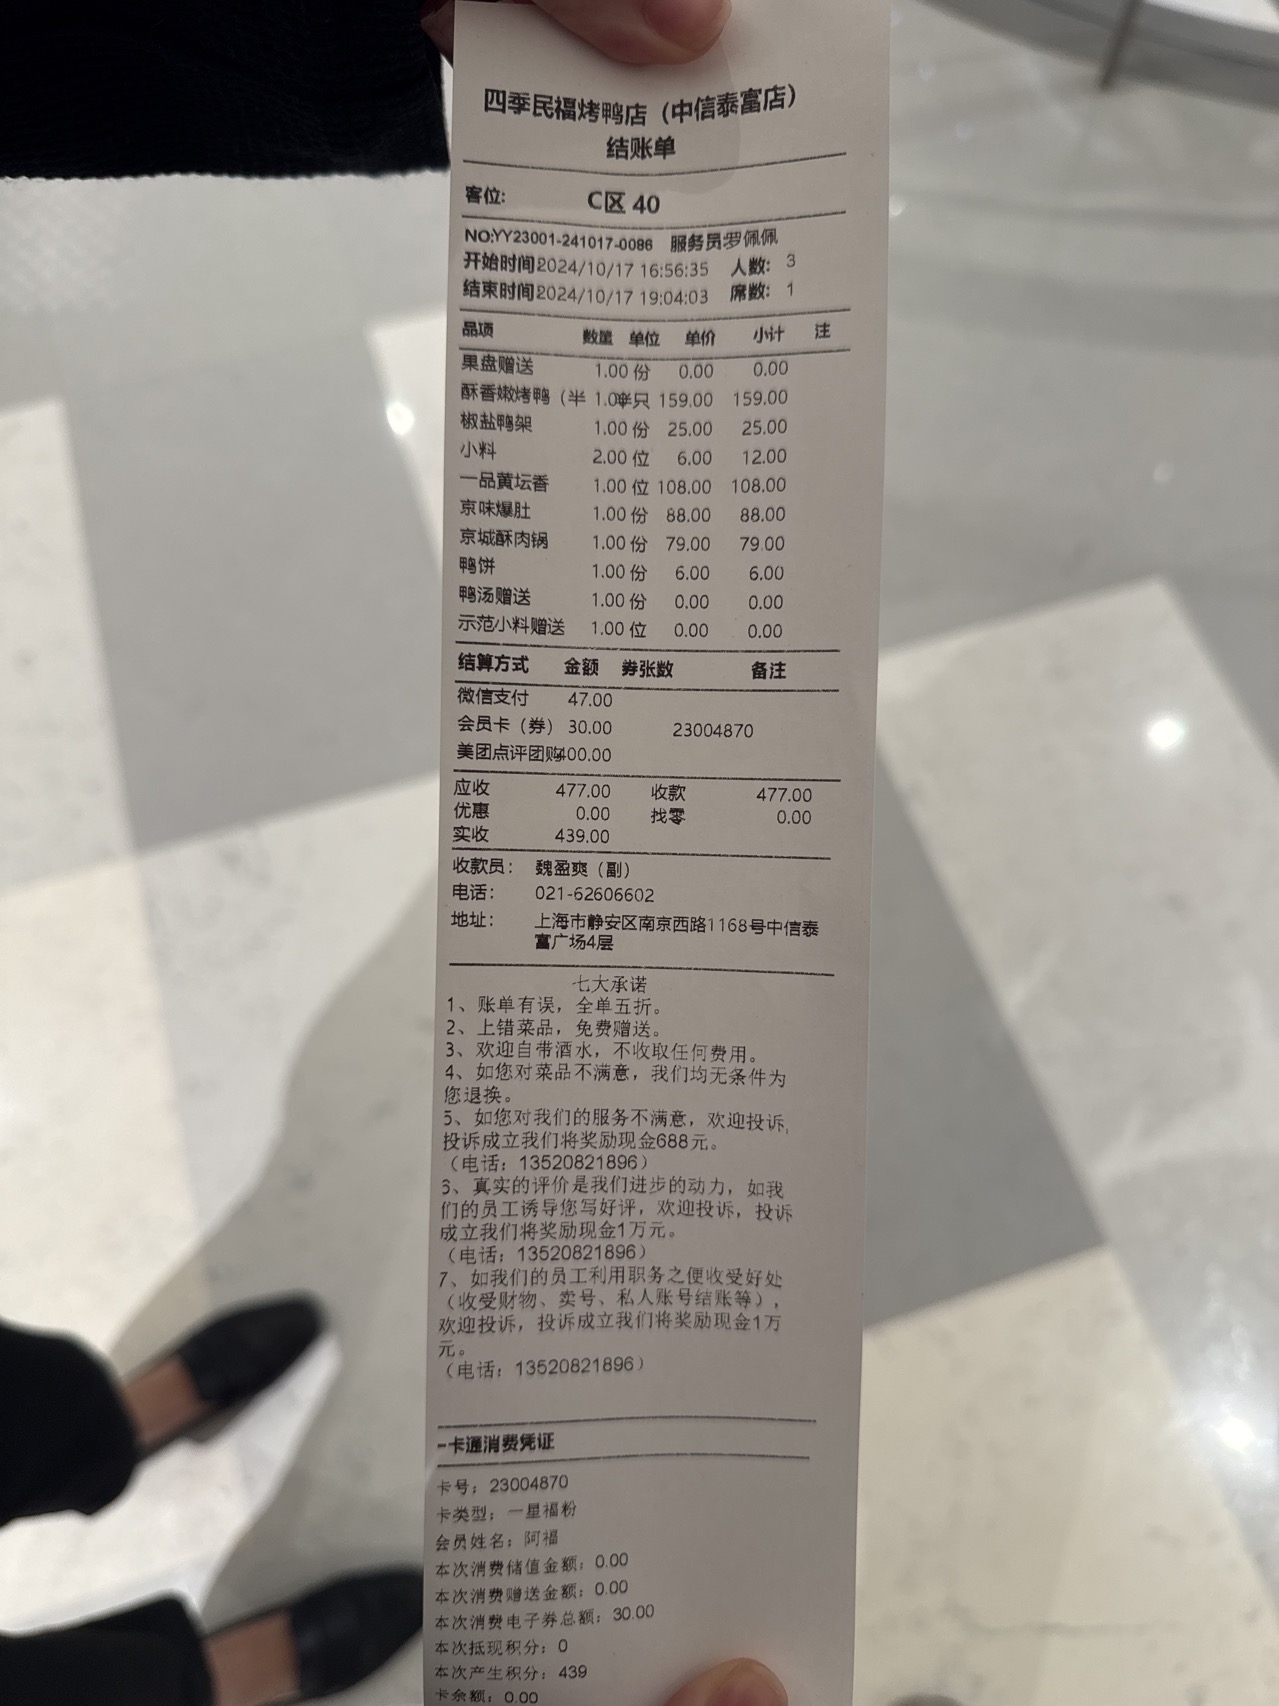 四季民福烤鸭店（中信泰富店）
结账单
客位: C区 40
NO:YY23001-241017-0086 服务员:罗佩佩
开始时间2024/10/17 16:56:35 人数: 3
结束时间2024/10/17 19:04:03 席数: 1
品项 数量 单位 单价 小计 注
果盘赠送 1.00 份 0.00 0.00
酥香嫩烤鸭（半 1.00半只 159.00 159.00
椒盐鸭架 1.00 份 25.00 25.00
小料 2.00 位 6.00 12.00
一品黄坛香 1.00 位 108.00 108.00
京味爆肚 1.00 份 88.00 88.00
京城酥肉锅 1.00 份 79.00 79.00
鸭饼 1.00 份 6.00 6.00
鸭汤赠送 1.00 份 0.00 0.00
示范小料赠送 1.00 位 0.00 0.00
结算方式 金额 券张数 备注
微信支付 47.00
会员卡（券） 30.00 23004870
美团点评团购400.00
应收 477.00 收款 477.00
优惠 0.00 找零 0.00
实收 439.00
收款员: 魏盈爽（副）
电话: 021-62606602
地址: 上海市静安区南京西路1168号中信泰
富广场4层
七大承诺
1、账单有误，全单五折。
2、上错菜品，免费赠送。
3、欢迎自带酒水，不收取任何费用。
4、如您对菜品不满意，我们均无条件为
您退换。
5、如您对我们的服务不满意，欢迎投诉,
投诉成立我们将奖励现金688元。
（电话：13520821896）
6、真实的评价是我们进步的动力，如我
们的员工诱导您写好评，欢迎投诉，投诉
成立我们将奖励现金1万元。
（电话：13520821896）
7、如我们的员工利用职务之便收受好处
（收受财物、卖号、私人账号结账等），
欢迎投诉，投诉成立我们将奖励现金1万
元。
（电话：13520821896）
一卡通消费凭证
卡号：23004870
卡类型：一星福粉
会员姓名：阿福
本次消费储值金额：0.00
本次消费赠送金额：0.00
本次消费电子券总额：30.00
本次抵现积分：0
本次产生积分：439
卡余额：0.00